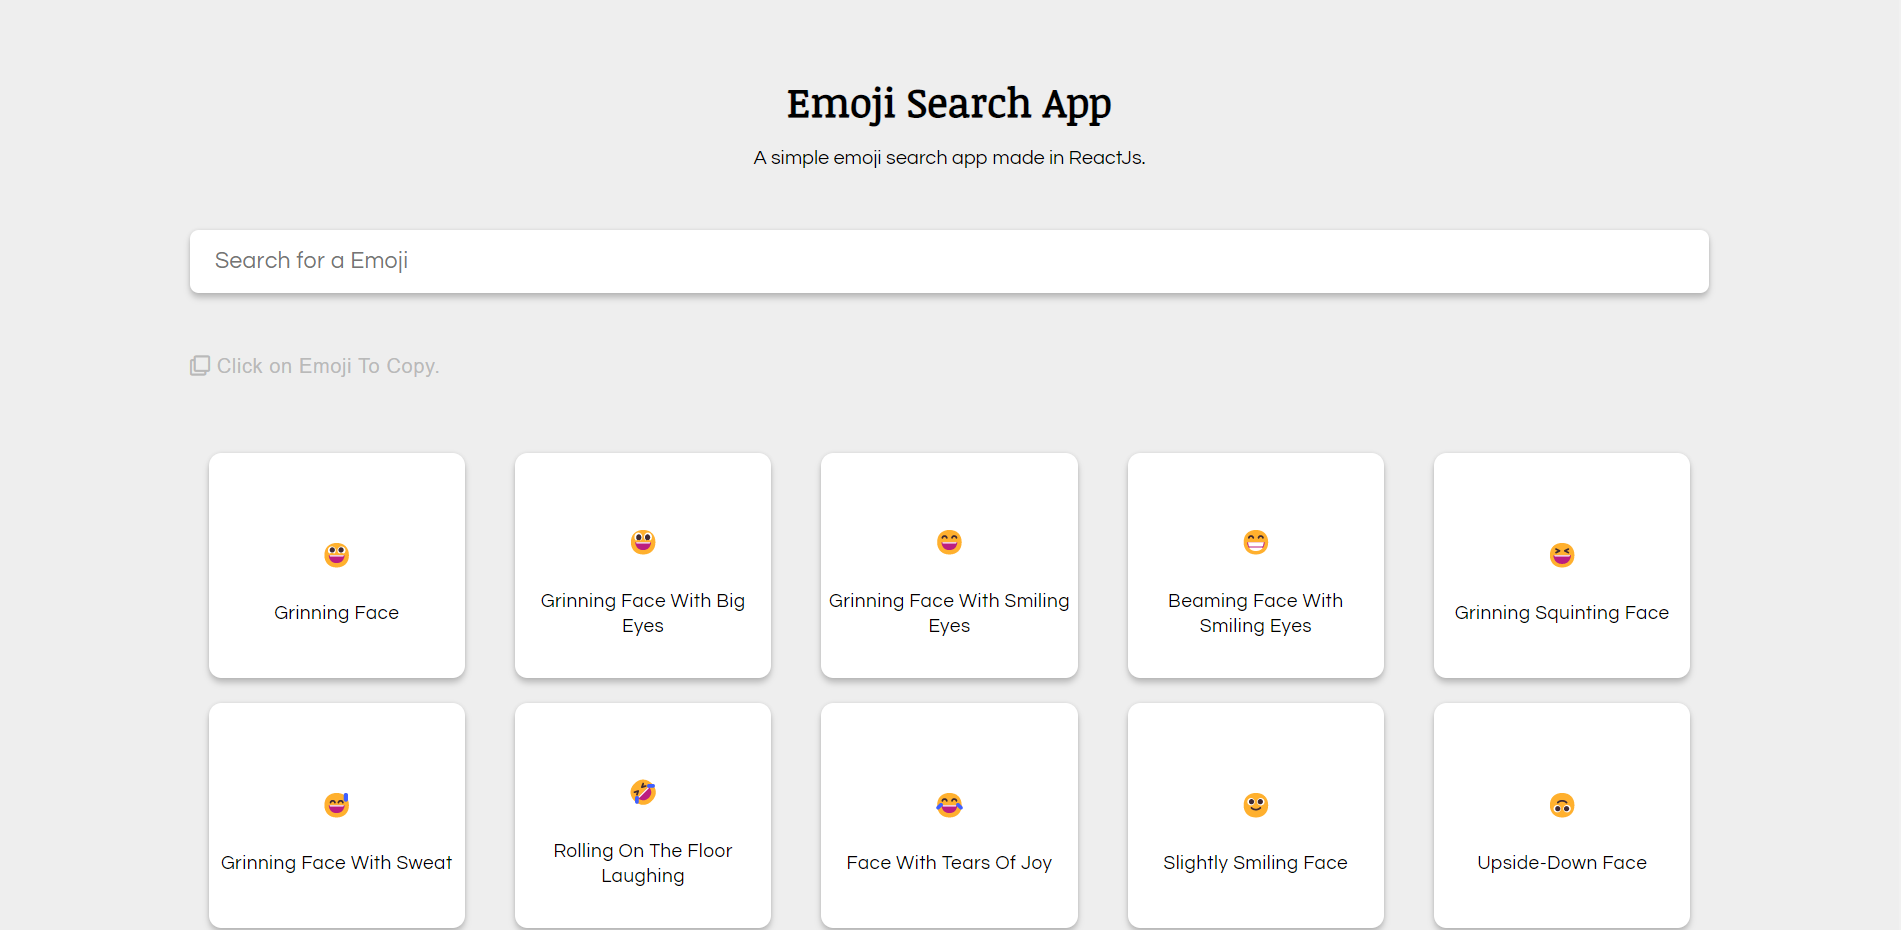 Emoji Search App
A simple emoji search app made in ReactJs.
Search for a Emoji
Click on Emoji To Copy.
Grinning Face
Grinning Face With Big
Eyes
Grinning Face With Smiling
Eyes
Beaming Face With
Smiling Eyes
Grinning Squinting Face
Grinning Face With Sweat
Rolling On The Floor
Laughing
Face With Tears Of Joy
Slightly Smiling Face
Upside-Down Face